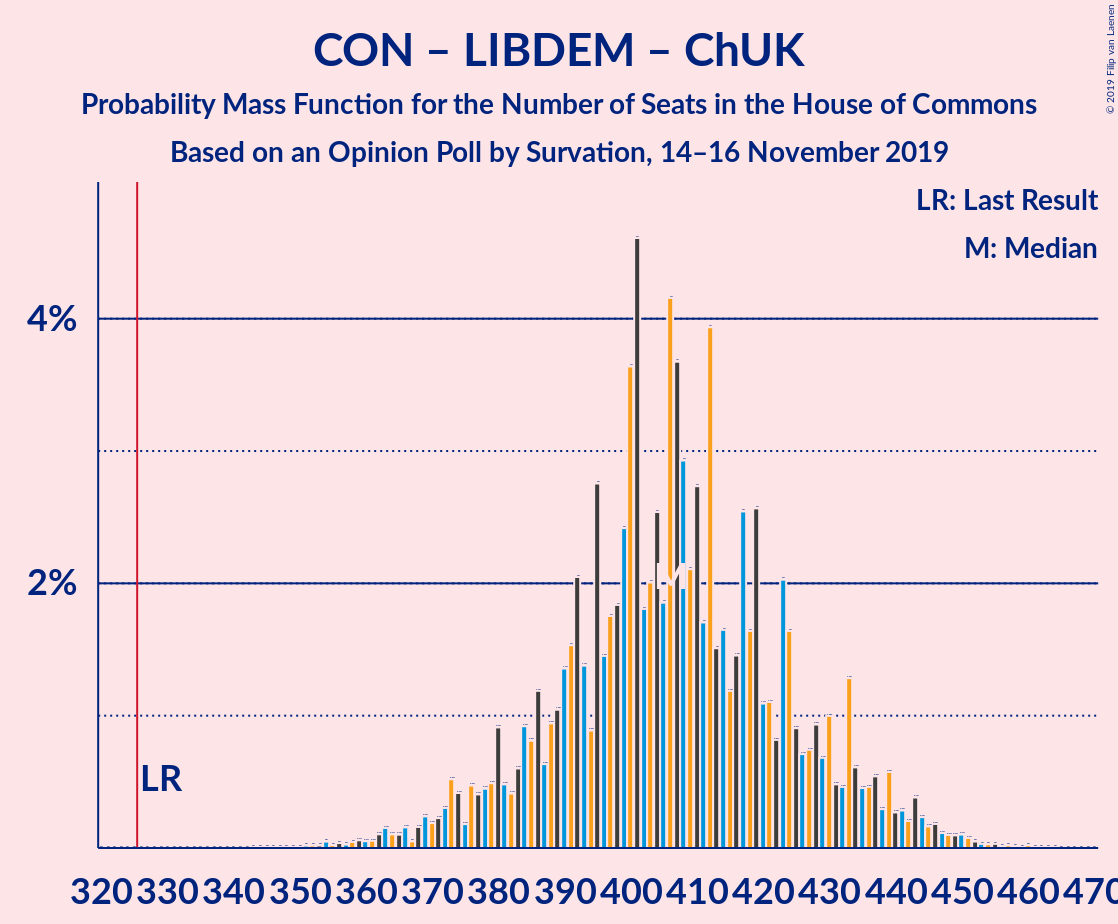 CON – LIBDEM – ChUK
Probability Mass Function for the Number of Seats in the House of Commons
Based on an Opinion Poll by Survation, 14–16 November 2019
© 2019 Filip van Laenen
LR: Last Result
M: Median
4%
2%
LR
M
320 330 340 350 360 370 380 390 400 410 420 430 440 450 460 470